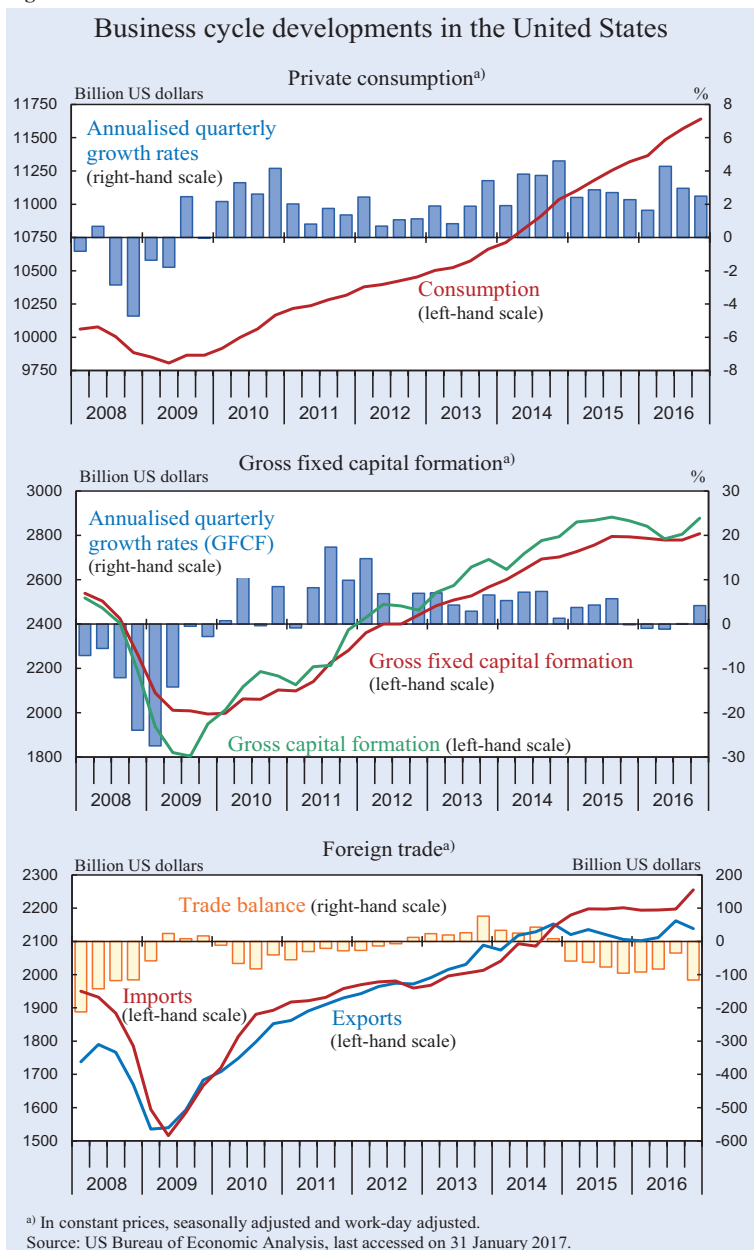 Business cycle developments in the United States
Private consumptionᵃ⁾
Billion US dollars %
11750 8
11500 6
11250 4
11000 2
10750 0
10500 -2
10250 -4
10000 -6
9750 -8
Annualised quarterly
growth rates
(right-hand scale)
Consumption
(left-hand scale)
2008 2009 2010 2011 2012 2013 2014 2015 2016
Gross fixed capital formationᵃ⁾
Billion US dollars %
3000 30
2800 20
2600 10
2400 0
2200 -10
2000 -20
1800 -30
Annualised quarterly
growth rates (GFCF)
(right-hand scale)
Gross fixed capital formation
(left-hand scale)
Gross capital formation (left-hand scale)
2008 2009 2010 2011 2012 2013 2014 2015 2016
Foreign tradeᵃ⁾
Billion US dollars Billion US dollars
2300 200
2200 100
2100 0
2000 -100
1900 -200
1800 -300
1700 -400
1600 -500
1500 -600
Trade balance (right-hand scale)
Imports
(left-hand scale)
Exports
(left-hand scale)
2008 2009 2010 2011 2012 2013 2014 2015 2016
ᵃ⁾ In constant prices, seasonally adjusted and work-day adjusted.
Source: US Bureau of Economic Analysis, last accessed on 31 January 2017.